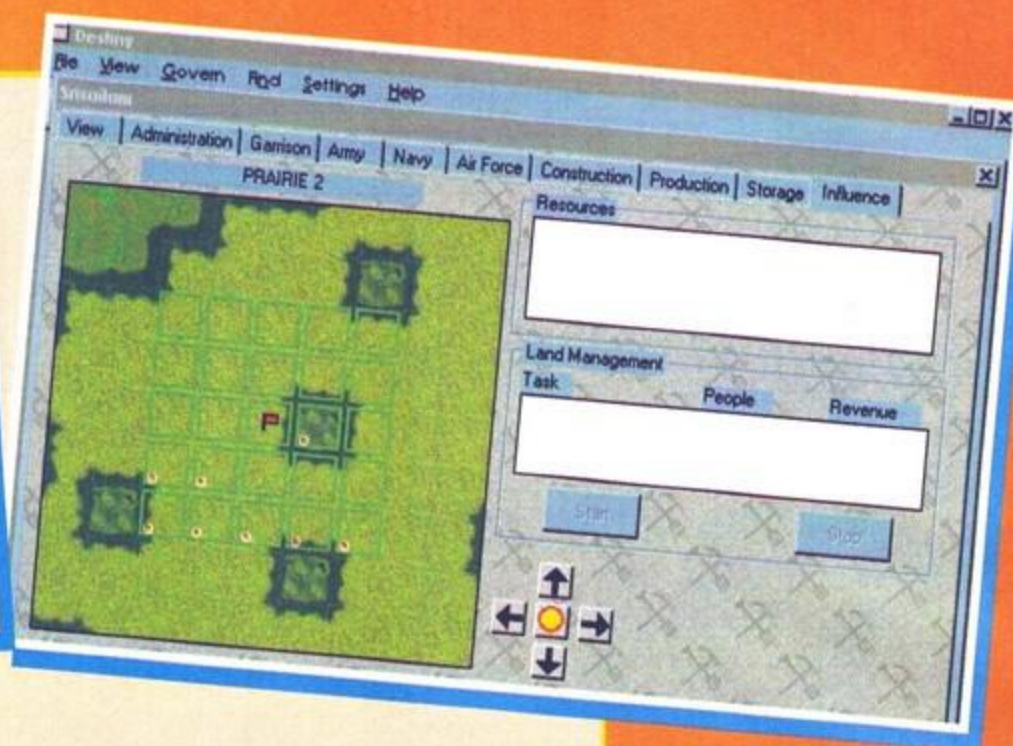 Destiny
File View Govern Find Settings Help
View Administration Garrison Army Navy Air Force Construction Production Storage Influence
PRAIRIE 2
Resources
Land Management
Task People Revenue
Start Stop